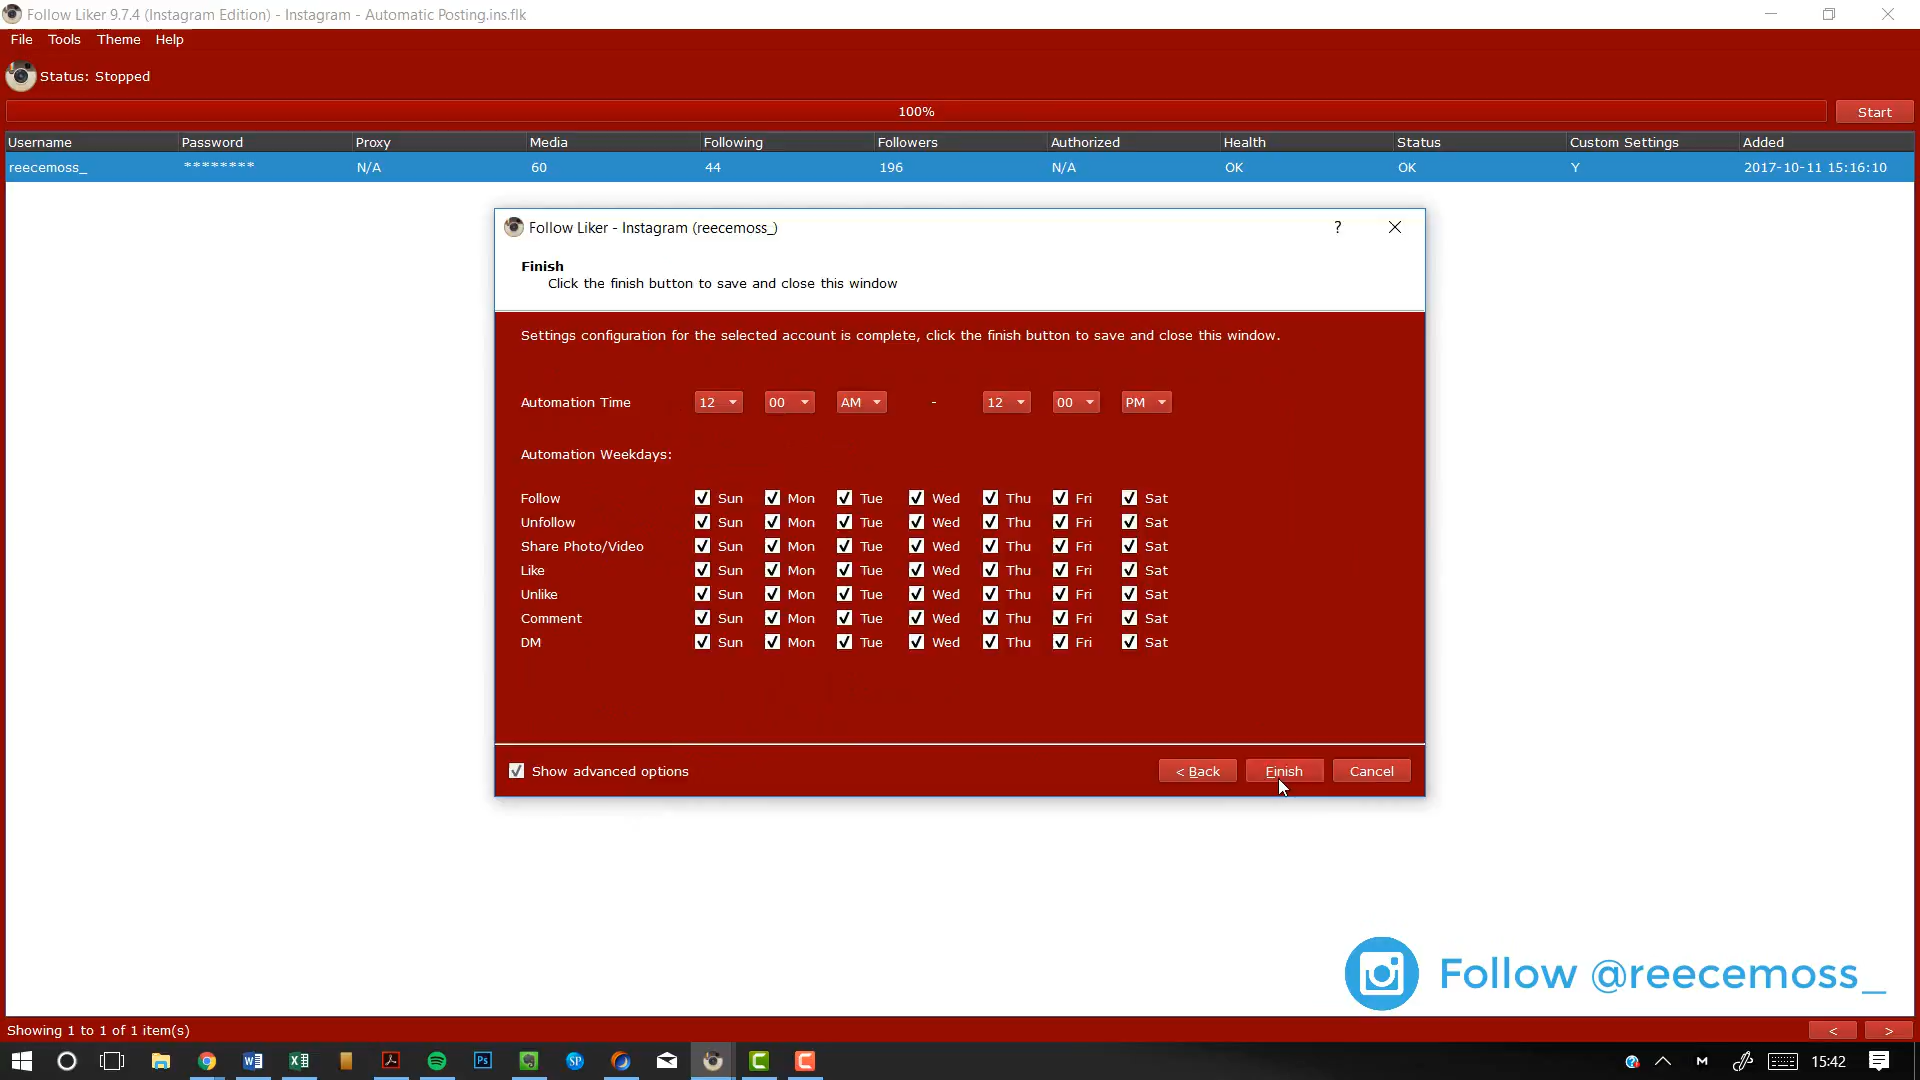 Follow Liker 9.7.4 (Instagram Edition) - Instagram - Automatic Posting.ins.flk
File Tools Theme Help
Status: Stopped
100% Start
Username Password Proxy Media Following Followers Authorized Health Status Custom Settings Added
reecemoss_ ******** N/A 60 44 196 N/A OK OK Y 2017-10-11 15:16:10
Follow Liker - Instagram (reecemoss_) ?
Finish
Click the finish button to save and close this window
Settings configuration for the selected account is complete, click the finish button to save and close this window.
Automation Time 12 00 AM - 12 00 PM
Automation Weekdays:
Follow Sun Mon Tue Wed Thu Fri Sat
Unfollow Sun Mon Tue Wed Thu Fri Sat
Share Photo/Video Sun Mon Tue Wed Thu Fri Sat
Like Sun Mon Tue Wed Thu Fri Sat
Unlike Sun Mon Tue Wed Thu Fri Sat
Comment Sun Mon Tue Wed Thu Fri Sat
DM Sun Mon Tue Wed Thu Fri Sat
Show advanced options < Back Finish Cancel
Follow @reecemoss_
Showing 1 to 1 of 1 item(s) < >
15:42